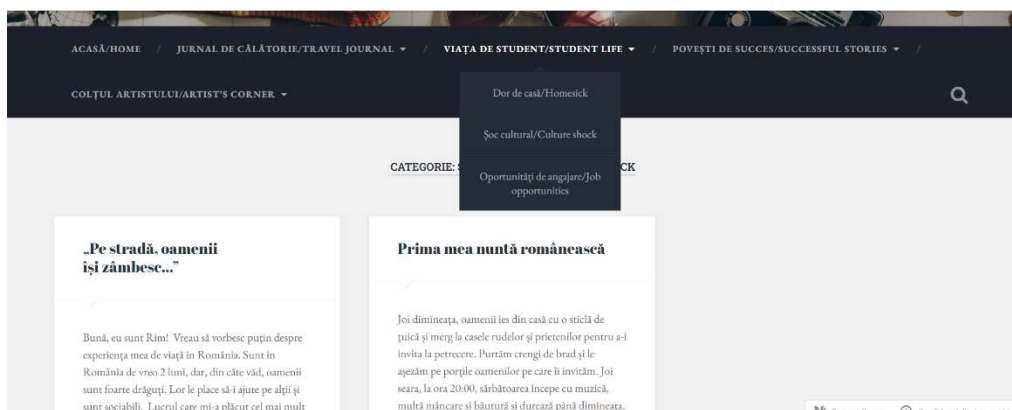 ACASĂ/HOME / JURNAL DE CĂLĂTORIE/TRAVEL JOURNAL / VIAȚA DE STUDENT/STUDENT LIFE / POVEȘTI DE SUCCES/SUCCESSFUL STORIES /
COLȚUL ARTISTULUI/ARTIST'S CORNER
Dor de casă/Homesick
Șoc cultural/Culture shock
Oportunități de angajare/Job
opportunities
CATEGORIE:
„Pe stradă, oamenii
își zâmbesc...”
Bună, eu sunt Rim! Vreau să vorbesc puțin despre
experiența mea de viață în România. Sunt în
România de vreo 2 luni, dar, din câte văd, oamenii
sunt foarte drăguți. Lor le place să-i ajute pe alții și
sunt sociabili. Lucrul care mi-a plăcut cel mai mult
Prima mea nuntă românească
Joi dimineața, oamenii ies din casă cu o sticlă de
țuică și merg la casele rudelor și prietenilor pentru a-i
invita la petrecere. Purtăm crengi de brad și le
așezăm pe porțile oamenilor pe care îi invităm. Joi
seara, la ora 20:00, sărbătoarea începe cu muzică,
multă mâncare și băutură și durează până dimineața.